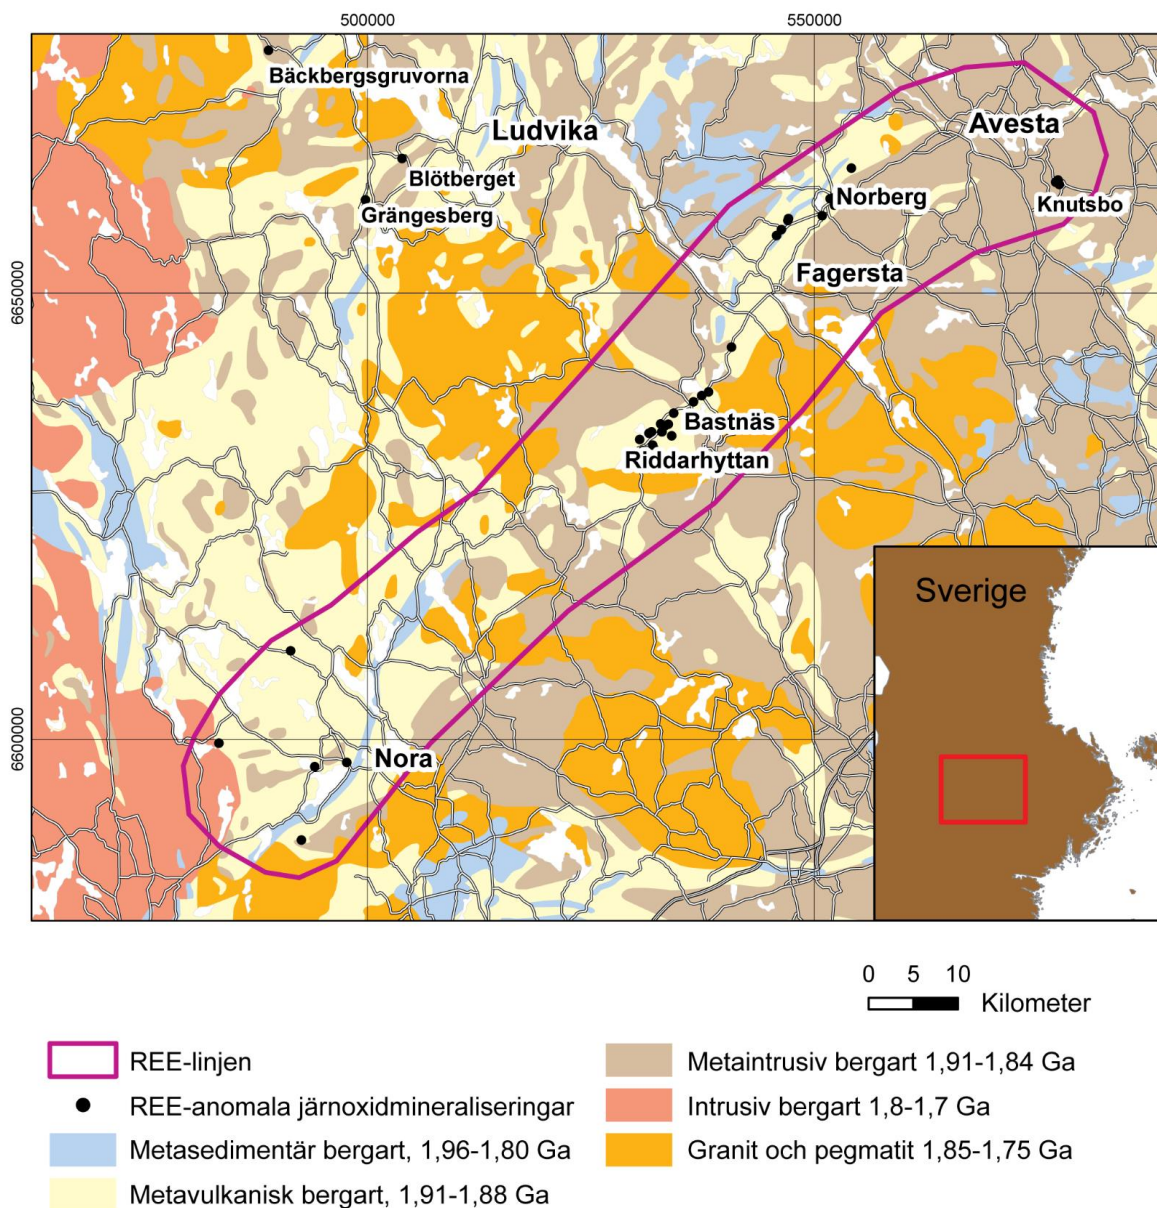 500000
550000
Bäckbergsgruvorna
Ludvika
Avesta
Blötberget
Norberg
Knutsbo
Grängesberg
Fagersta
6650000
Bastnäs
Riddarhyttan
Sverige
6600000
Nora
0 5 10
Kilometer
REE-linjen
REE-anomala järnoxidmineraliseringar
Metasedimentär bergart, 1,96-1,80 Ga
Metavulkanisk bergart, 1,91-1,88 Ga
Metaintrusiv bergart 1,91-1,84 Ga
Intrusiv bergart 1,8-1,7 Ga
Granit och pegmatit 1,85-1,75 Ga